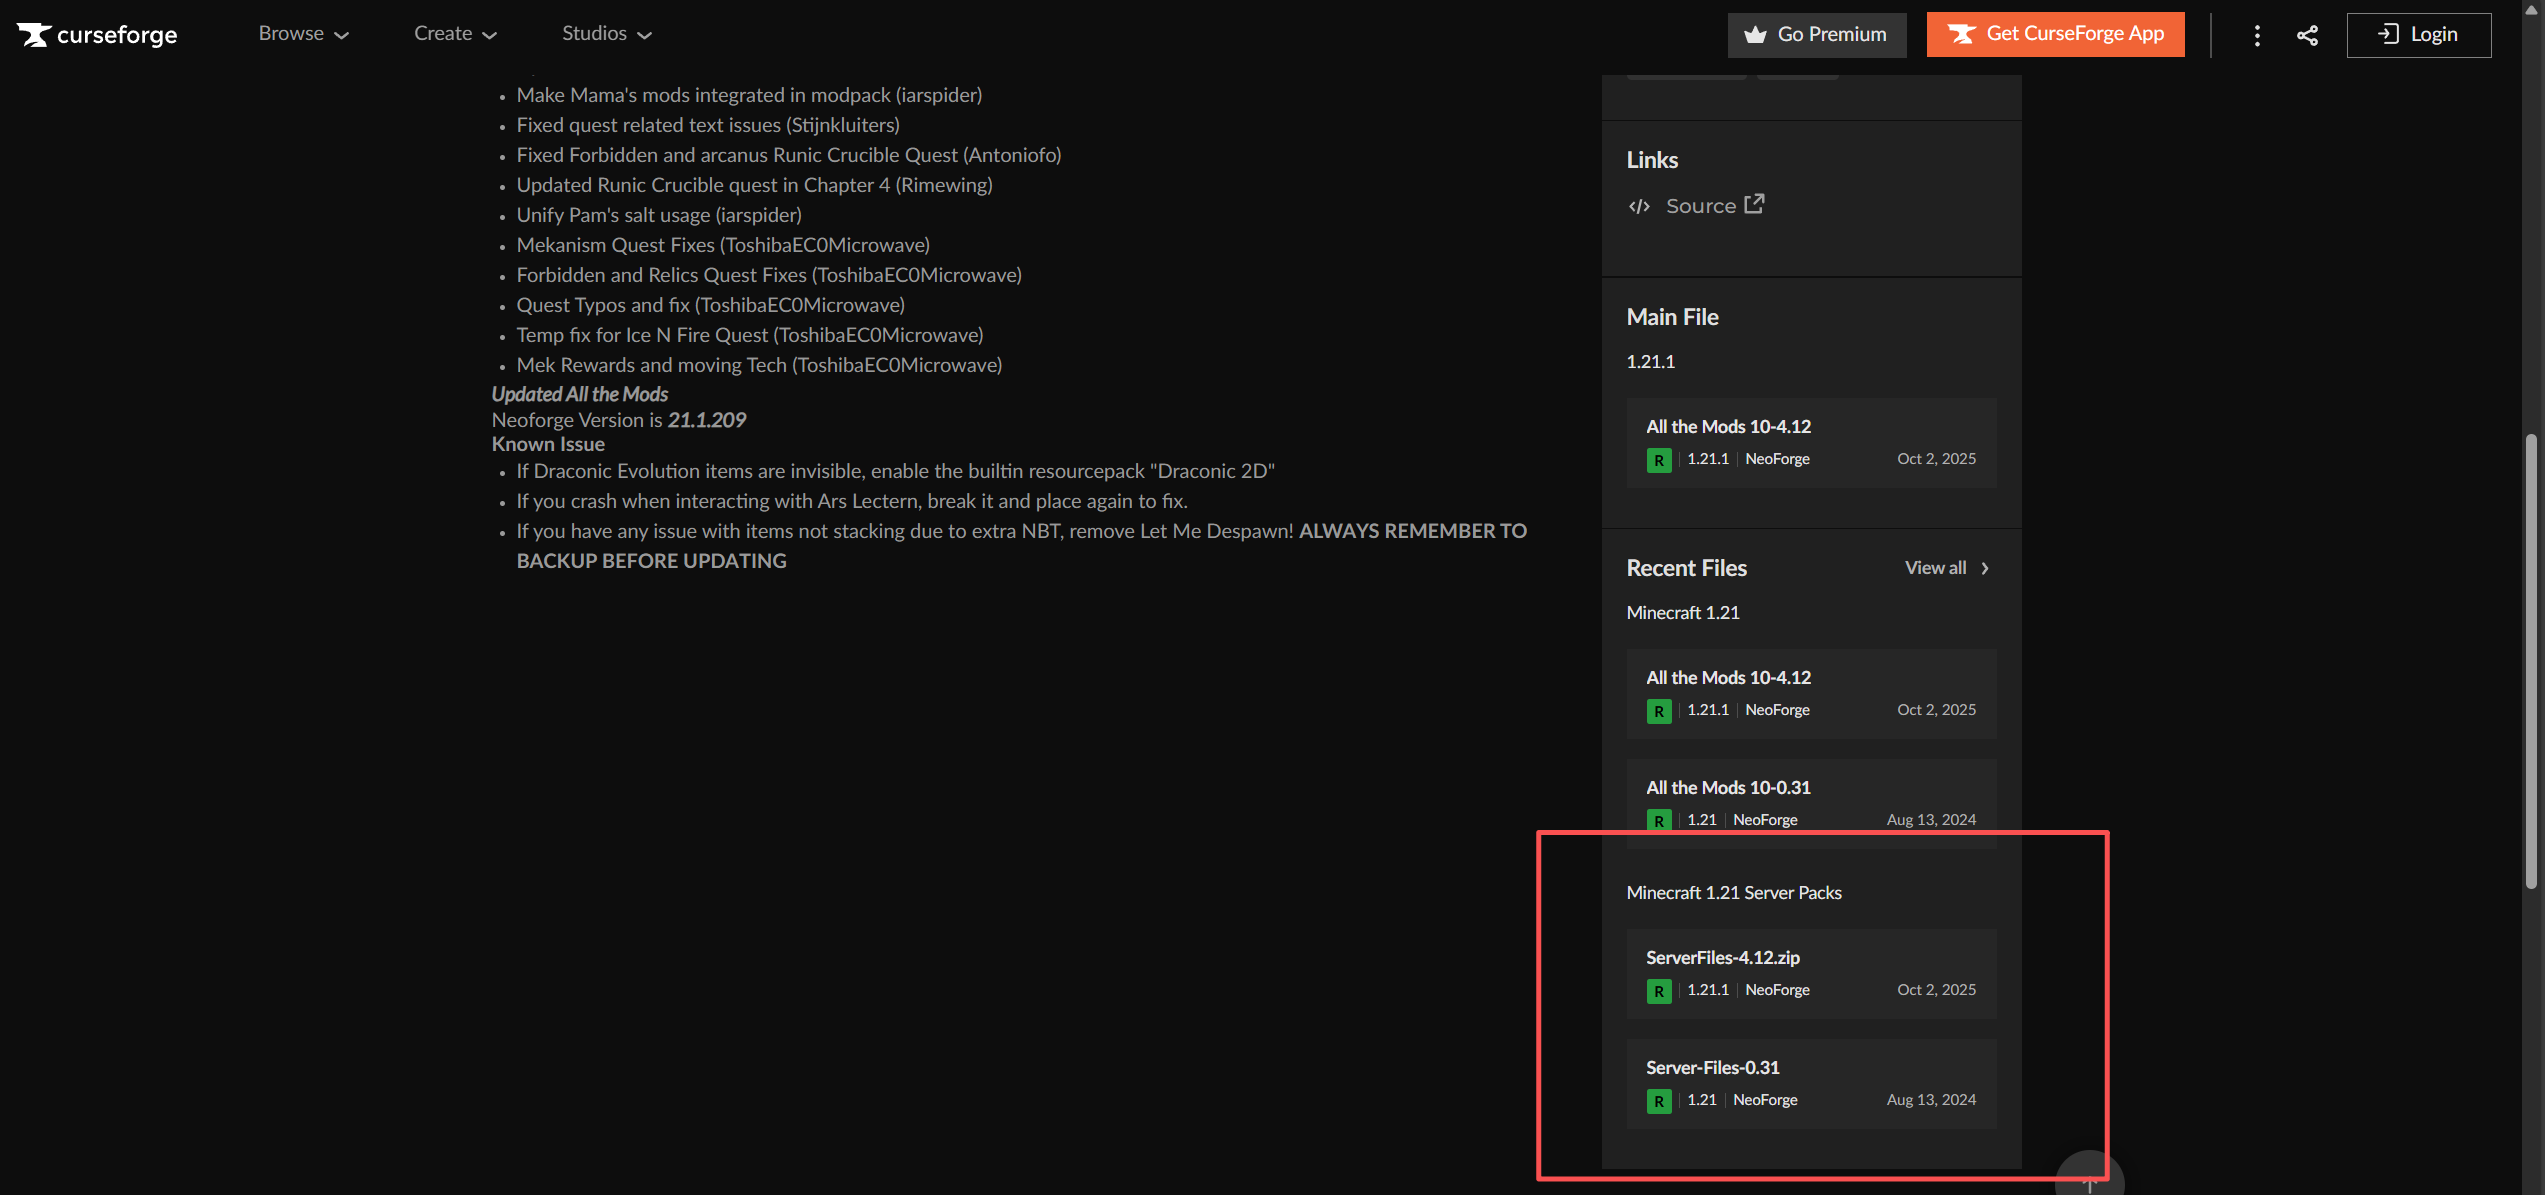 curseforge
Browse
Create
Studios
Go Premium
Get CurseForge App
Login
Make Mama's mods integrated in modpack (iarspider)
Fixed quest related text issues (Stijnkluiters)
Fixed Forbidden and arcanus Runic Crucible Quest (Antoniofo)
Updated Runic Crucible quest in Chapter 4 (Rimewing)
Unify Pam's salt usage (iarspider)
Mekanism Quest Fixes (ToshibaEC0Microwave)
Forbidden and Relics Quest Fixes (ToshibaEC0Microwave)
Quest Typos and fix (ToshibaEC0Microwave)
Temp fix for Ice N Fire Quest (ToshibaEC0Microwave)
Mek Rewards and moving Tech (ToshibaEC0Microwave)
Updated All the Mods
Neoforge Version is 21.1.209
Known Issue
If Draconic Evolution items are invisible, enable the builtin resourcepack "Draconic 2D"
If you crash when interacting with Ars Lectern, break it and place again to fix.
If you have any issue with items not stacking due to extra NBT, remove Let Me Despawn! ALWAYS REMEMBER TO
BACKUP BEFORE UPDATING
Links
</> Source
Main File
1.21.1
All the Mods 10-4.12
R 1.21.1 NeoForge Oct 2, 2025
Recent Files View all
Minecraft 1.21
All the Mods 10-4.12
R 1.21.1 NeoForge Oct 2, 2025
All the Mods 10-0.31
R 1.21 NeoForge Aug 13, 2024
Minecraft 1.21 Server Packs
ServerFiles-4.12.zip
R 1.21.1 NeoForge Oct 2, 2025
Server-Files-0.31
R 1.21 NeoForge Aug 13, 2024